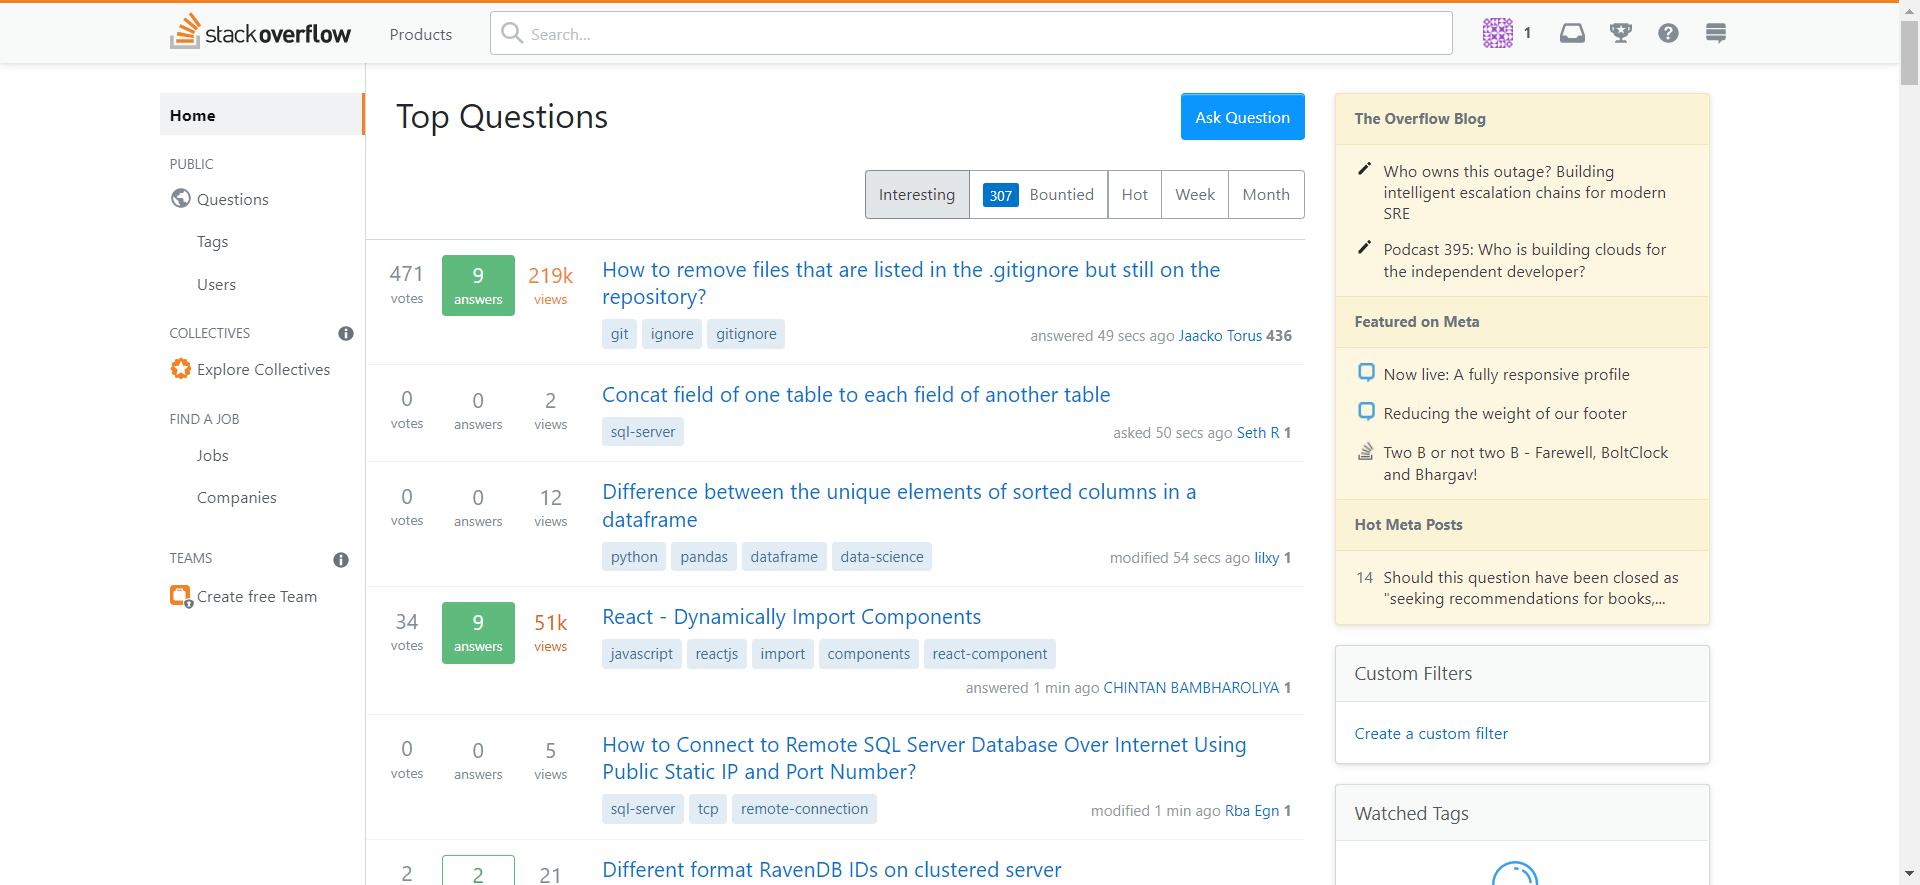 stack overflow
Products
Search...
1
Home
PUBLIC
Questions
Tags
Users
COLLECTIVES
Explore Collectives
FIND A JOB
Jobs
Companies
TEAMS
Create free Team
Top Questions
Ask Question
Interesting
307 Bountied
Hot
Week
Month
471 votes
9 answers
219k views
How to remove files that are listed in the .gitignore but still on the
repository?
git ignore gitignore
answered 49 secs ago Jaacko Torus 436
0 votes
0 answers
2 views
Concat field of one table to each field of another table
sql-server
asked 50 secs ago Seth R 1
0 votes
0 answers
12 views
Difference between the unique elements of sorted columns in a
dataframe
python pandas dataframe data-science
modified 54 secs ago lilxy 1
34 votes
9 answers
51k views
React - Dynamically Import Components
javascript reactjs import components react-component
answered 1 min ago CHINTAN BAMBHAROLIYA 1
0 votes
0 answers
5 views
How to Connect to Remote SQL Server Database Over Internet Using
Public Static IP and Port Number?
sql-server tcp remote-connection
modified 1 min ago Rba Egn 1
2
2
21
Different format RavenDB IDs on clustered server
The Overflow Blog
Who owns this outage? Building
intelligent escalation chains for modern
SRE
Podcast 395: Who is building clouds for
the independent developer?
Featured on Meta
Now live: A fully responsive profile
Reducing the weight of our footer
Two B or not two B - Farewell, BoltClock
and Bhargav!
Hot Meta Posts
14 Should this question have been closed as
"seeking recommendations for books,...
Custom Filters
Create a custom filter
Watched Tags